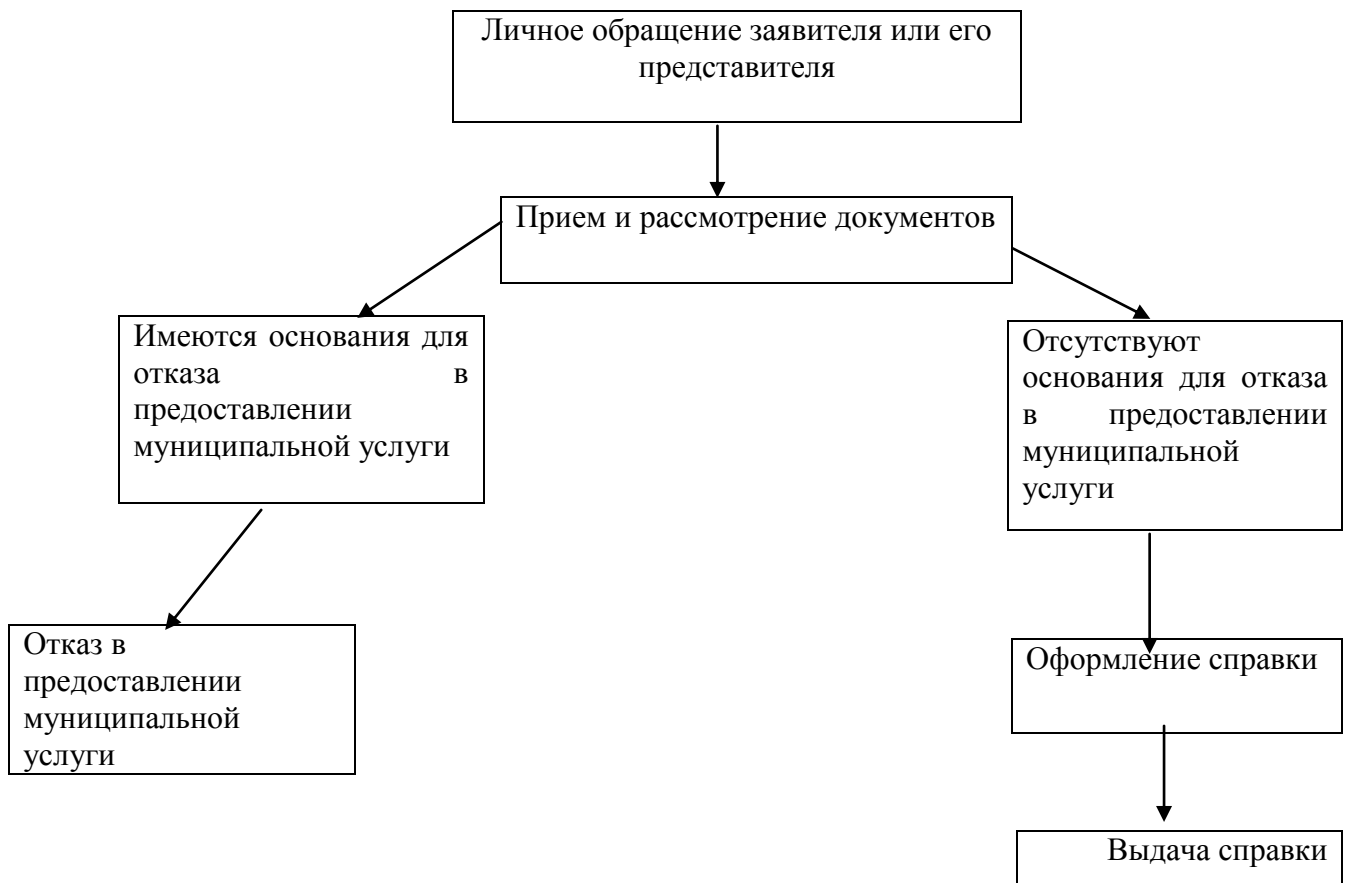 Личное обращение заявителя или его
представителя
Прием и рассмотрение документов
Имеются основания для
отказа в
предоставлении
муниципальной услуги
Отсутствуют
основания для отказа
в предоставлении
муниципальной
услуги
Отказ в
предоставлении
муниципальной
услуги
Оформление справки
Выдача справки